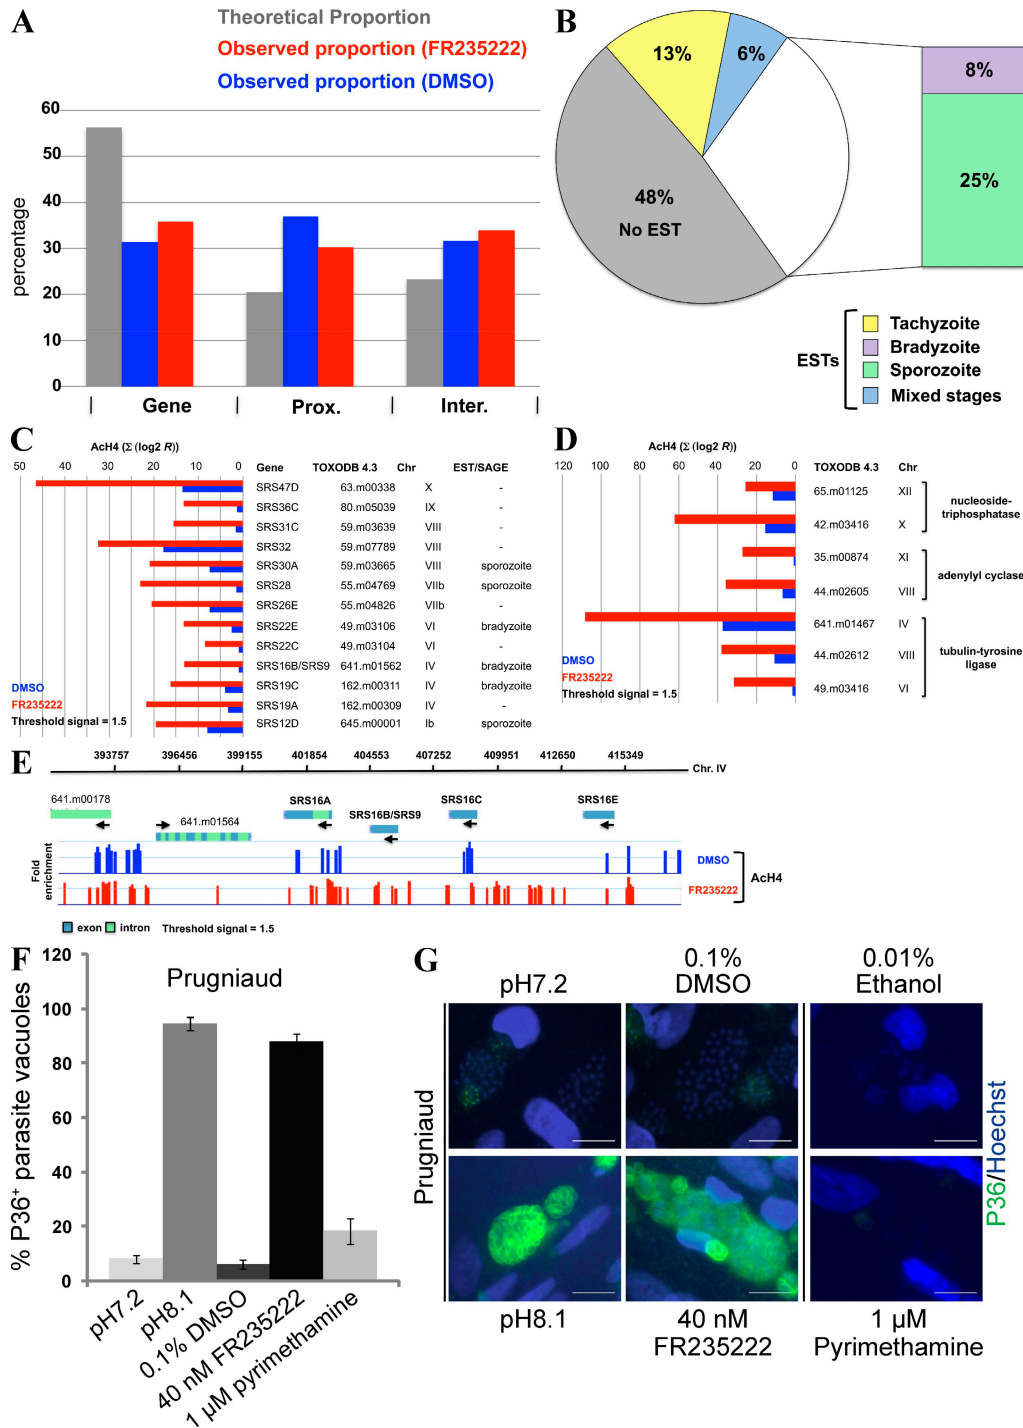 A
Theoretical Proportion
Observed proportion (FR235222)
Observed proportion (DMSO)
percentage
60
50
40
30
20
10
0
Gene Prox. Inter.
B
13%
6%
48%
No EST
8%
25%
ESTs
Tachyzoite
Bradyzoite
Sporozoite
Mixed stages
C
AcH4 (Σ (log2 R))
50 40 30 20 10 0
Gene TOXODB 4.3 Chr EST/SAGE
SRS47D 63.m00338 X -
SRS36C 80.m05039 IX -
SRS31C 59.m03639 VIII -
SRS32 59.m07789 VIII -
SRS30A 59.m03665 VIII sporozoite
SRS28 55.m04769 VIIb sporozoite
SRS26E 55.m04826 VIIb -
SRS22E 49.m03106 VI bradyzoite
SRS22C 49.m03104 VI -
SRS16B/SRS9 641.m01562 IV bradyzoite
SRS19C 162.m00311 IV bradyzoite
SRS19A 162.m00309 IV -
SRS12D 645.m00001 Ib sporozoite
DMSO
FR235222
Threshold signal = 1.5
D
AcH4 (Σ (log2 R))
120 100 80 60 40 20 0
TOXODB 4.3 Chr
65.m01125 XII
42.m03416 X
nucleoside-
triphosphatase
35.m00874 XI
44.m02605 VIII
adenylyl cyclase
641.m01467 IV
44.m02612 VIII
49.m03416 VI
tubulin-tyrosine
ligase
DMSO
FR235222
Threshold signal = 1.5
E
393757 396456 399155 401854 404553 407252 409951 412650 415349
Chr. IV
641.m00178
641.m01564
SRS16A
SRS16B/SRS9
SRS16C
SRS16E
Fold
enrichment
DMSO
FR235222
AcH4
exon intron Threshold signal = 1.5
F
Prugniaud
% P36+ parasite vacuoles
120
100
80
60
40
20
0
pH7.2
pH8.1
0.1% DMSO
40 nM FR235222
1 µM pyrimethamine
G
pH7.2
0.1%
DMSO
0.01%
Ethanol
Prugniaud
P36/Hoechst
pH8.1
40 nM
FR235222
1 µM
Pyrimethamine